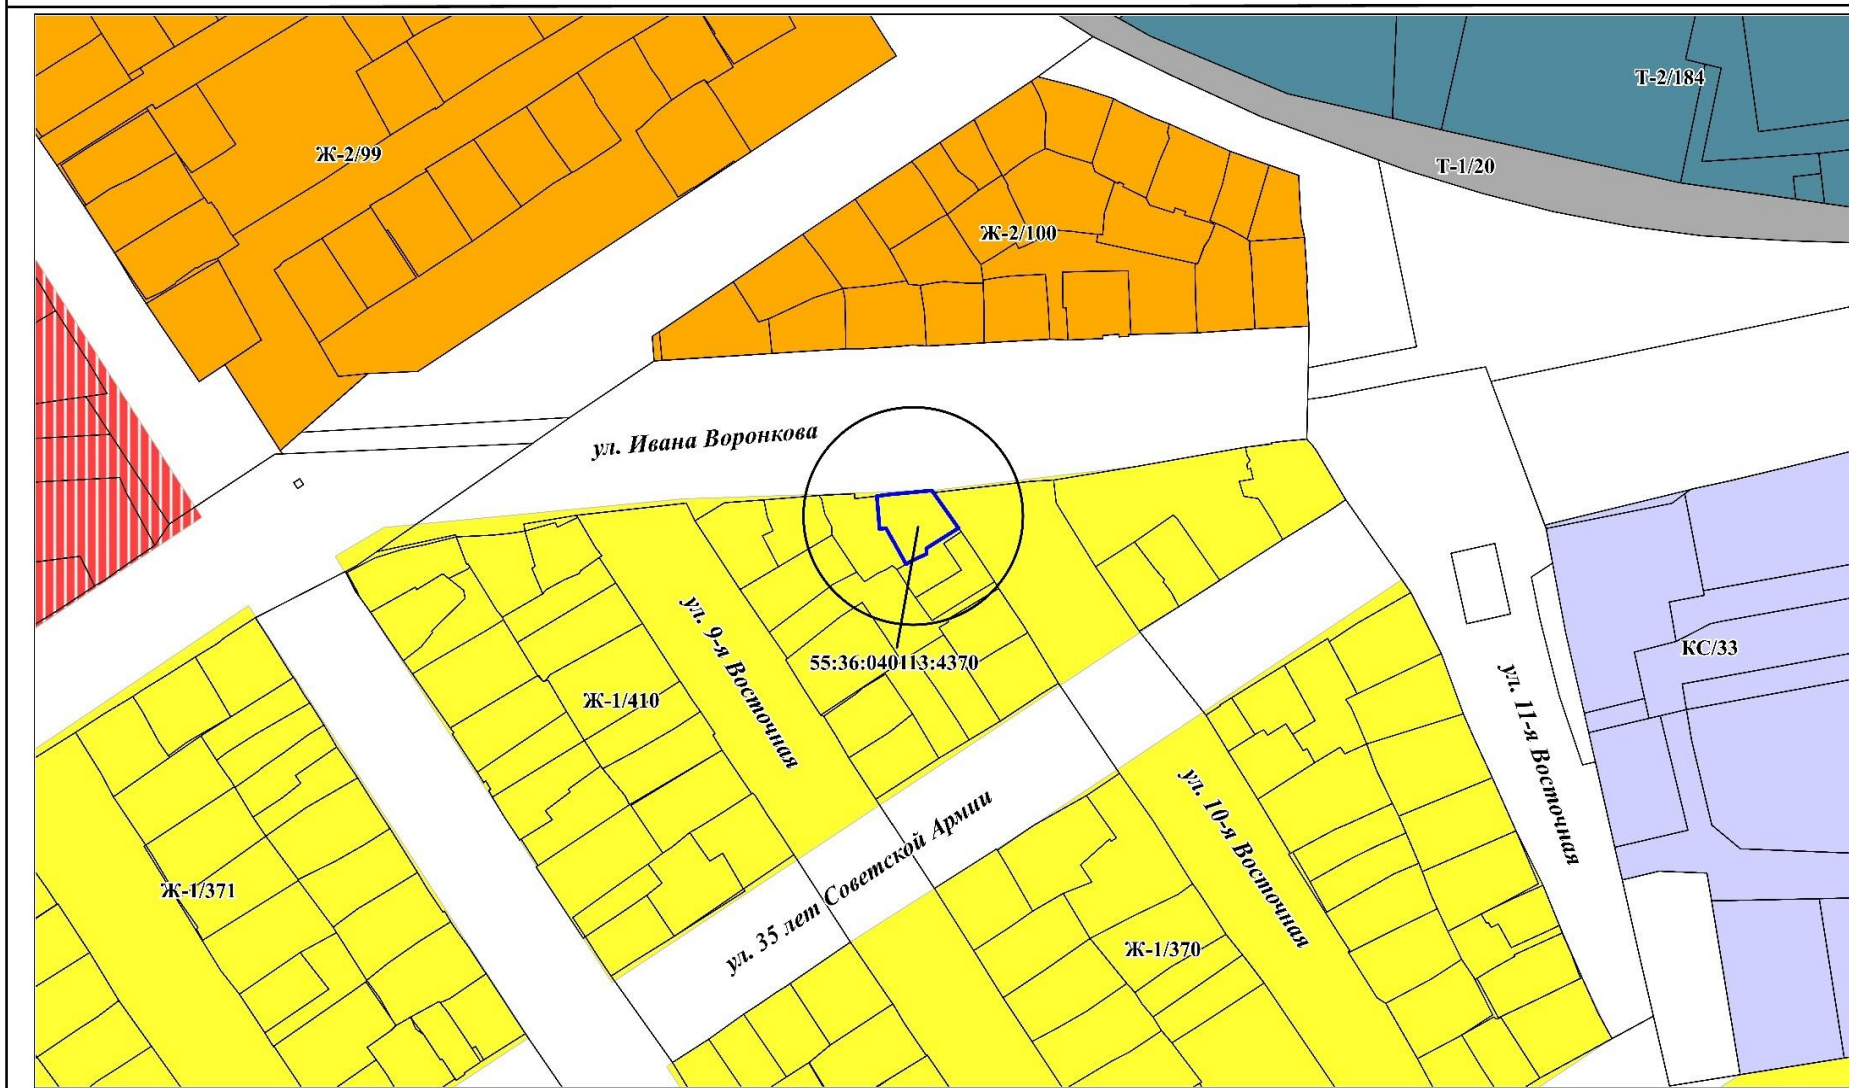 Т-2/184
Ж-2/99
Т-1/20
Ж-2/100
ул. Ивана Воронкова
ул. 9-я Восточная
55:36:040113:4370
КС/33
Ж-1/410
ул. 11-я Восточная
ул. 10-я Восточная
ул. 35 лет Советской Армии
Ж-1/371
Ж-1/370